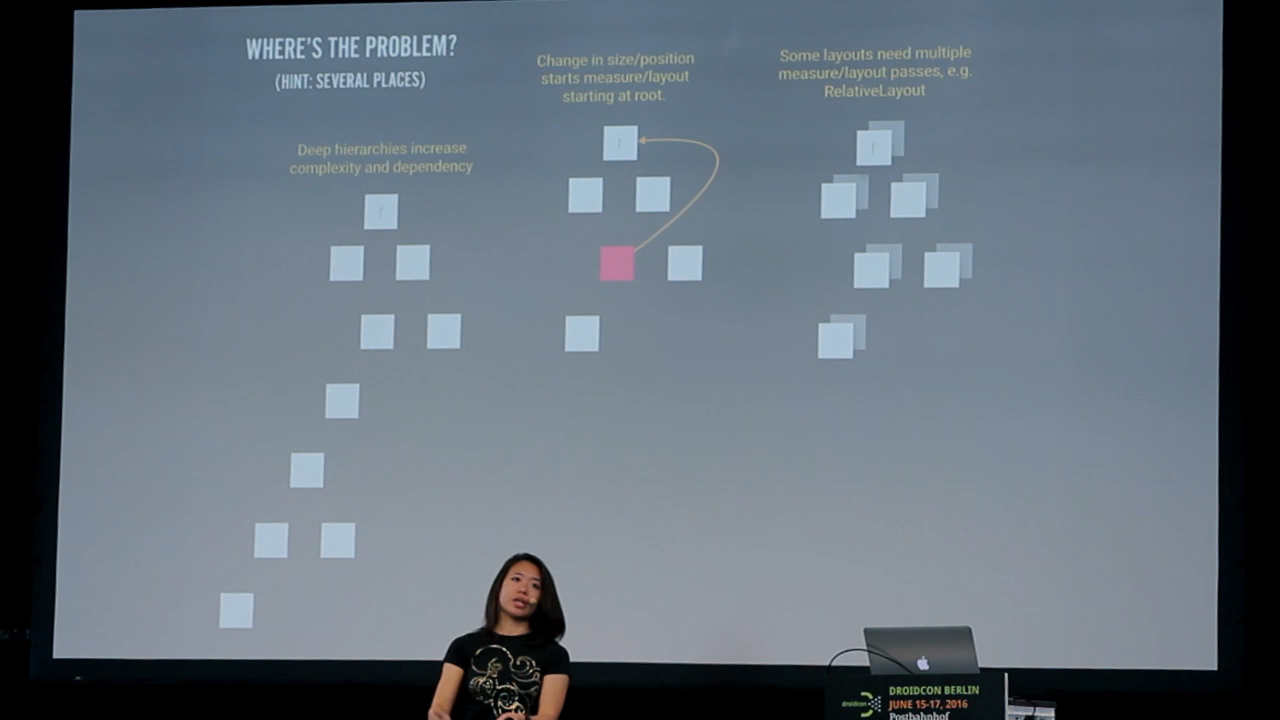 WHERE'S THE PROBLEM?
(HINT: SEVERAL PLACES)
Deep hierarchies increase
complexity and dependency
r
Change in size/position
starts measure/layout
starting at root.
r
Some layouts need multiple
measure/layout passes, e.g.
RelativeLayout
r
droidcon
DROIDCON BERLIN
JUNE 15-17, 2016
Postbahnhof